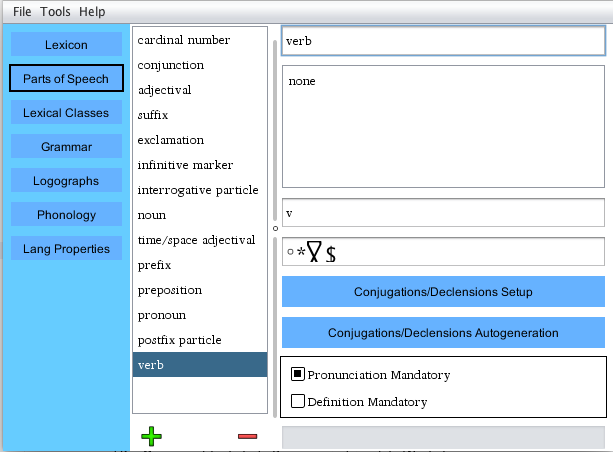 File Tools Help
Lexicon
Parts of Speech
Lexical Classes
Grammar
Logographs
Phonology
Lang Properties
cardinal number
conjunction
adjectival
suffix
exclamation
infinitive marker
interrogative particle
noun
time/space adjectival
prefix
preposition
pronoun
postfix particle
verb
verb
none
v
Conjugations/Declensions Setup
Conjugations/Declensions Autogeneration
Pronunciation Mandatory
Definition Mandatory